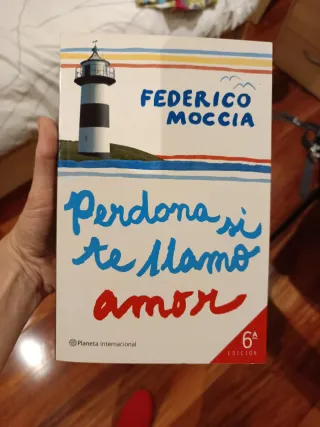 FEDERICO
MOCCIA
Perdona si
te llamo
amor
Planeta Internacional
6ª
EDICIÓN